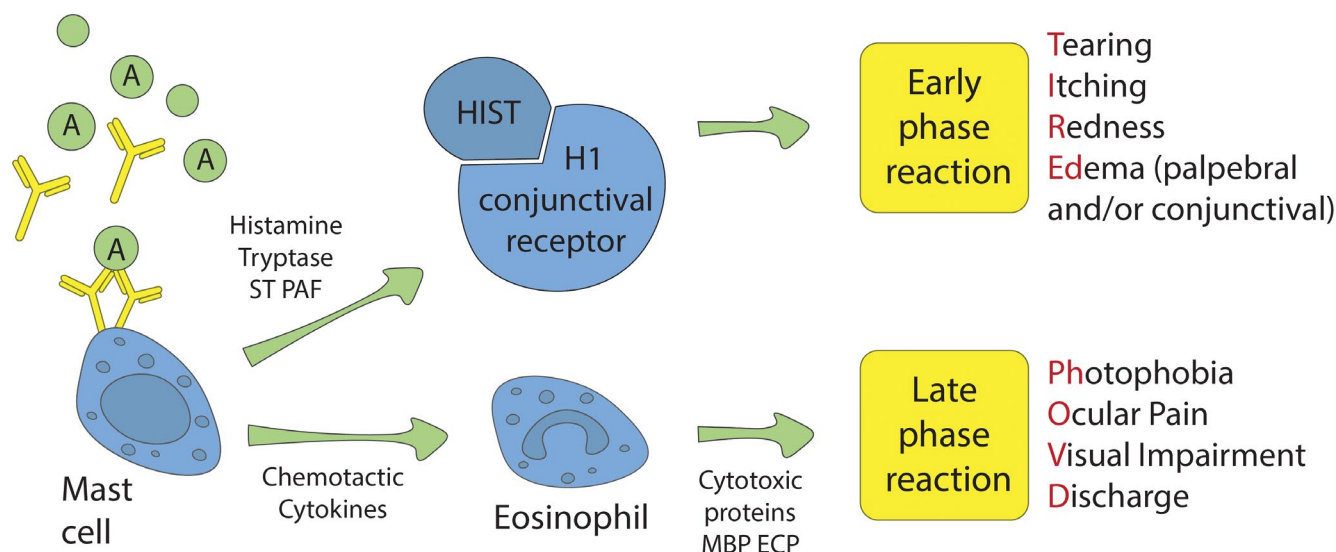 A
A
A
A
Mast
cell
Histamine
Tryptase
ST PAF
Chemotactic
Cytokines
HIST
H1
conjunctival
receptor
Eosinophil
Cytotoxic
proteins
MBP ECP
Early
phase
reaction
Tearing
Itching
Redness
Edema (palpebral
and/or conjunctival)
Late
phase
reaction
Photophobia
Ocular Pain
Visual Impairment
Discharge